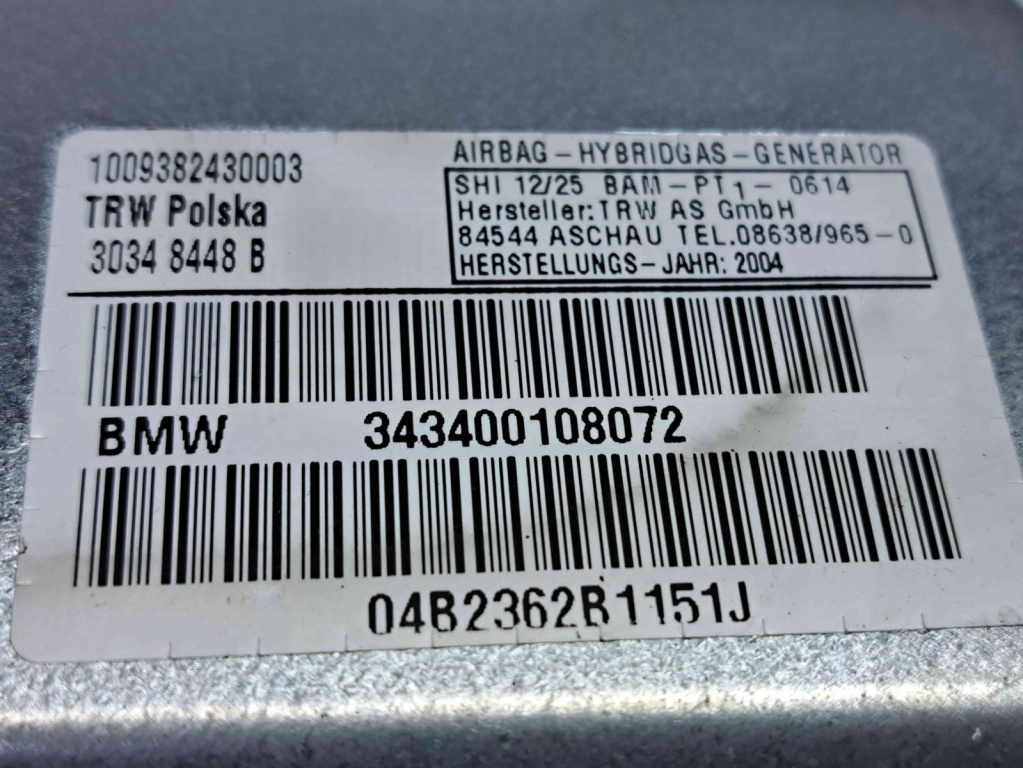 1009382430003
TRW Polska
3034 8448 B
AIRBAG-HYBRIDGAS-GENERATOR
SHI 12/25 BAM-PT1-0614
Hersteller: TRW AS GmbH
84544 ASCHAU TEL.08638/965-0
HERSTELLUNGS-JAHR: 2004
BMW 343400108072
04B2362B1151J